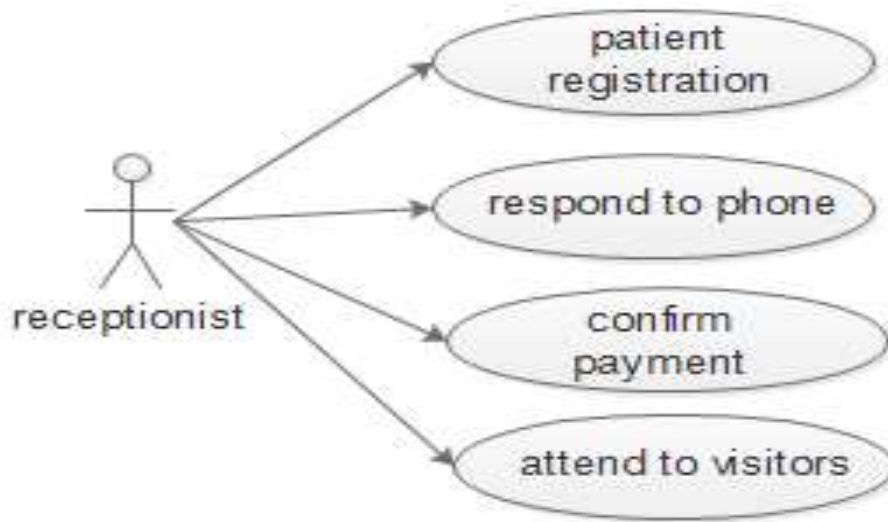 patient
registration
respond to phone
receptionist
confirm
payment
attend to visitors